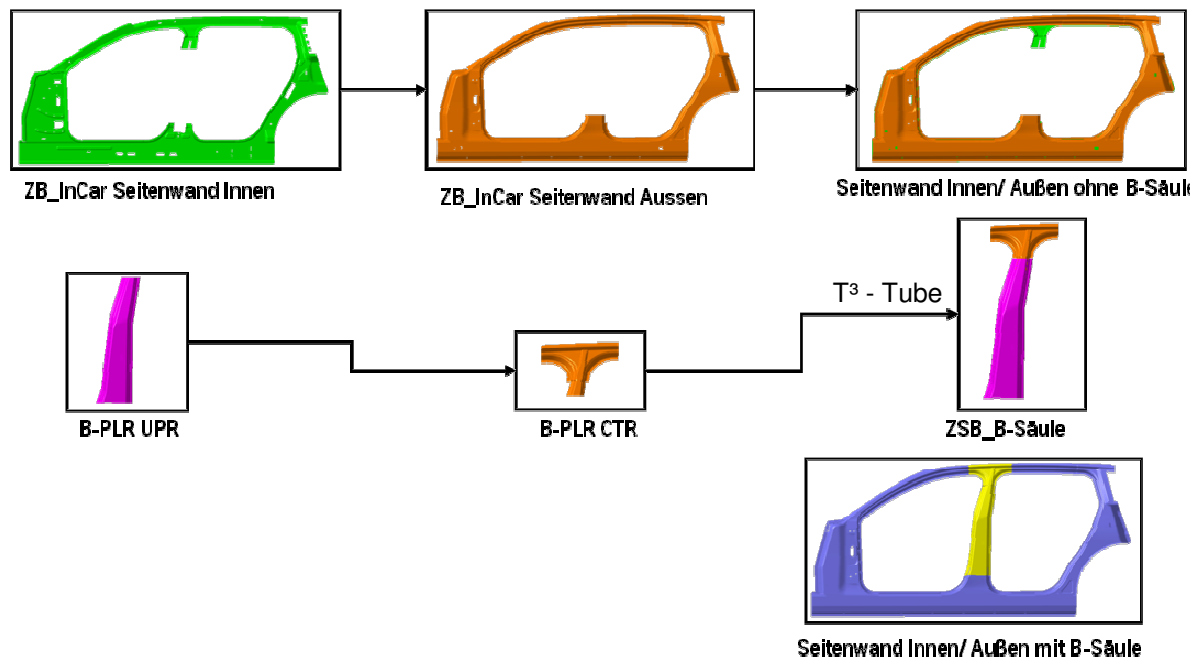 ZB_InCar Seitenwand Innen
ZB_InCar Seitenwand Aussen
Seitenwand Innen/ Außen ohne B-Säule
T³ - Tube
B-PLR UPR
B-PLR CTR
ZSB_B-Säule
Seitenwand Innen/ Außen mit B-Säule